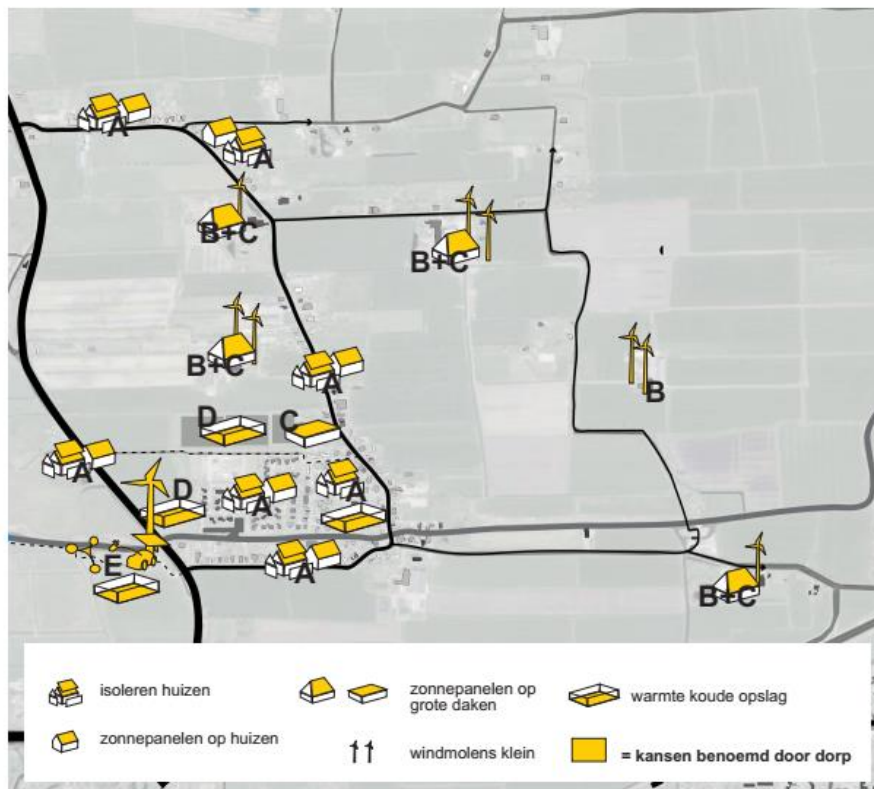 A
A
B+C
B+C
B+C
A
B
D
C
A
D
A
A
E
A
B+C
isoleren huizen
zonnepanelen op huizen
zonnepanelen op
grote daken
windmolens klein
warmte koude opslag
= kansen benoemd door dorp